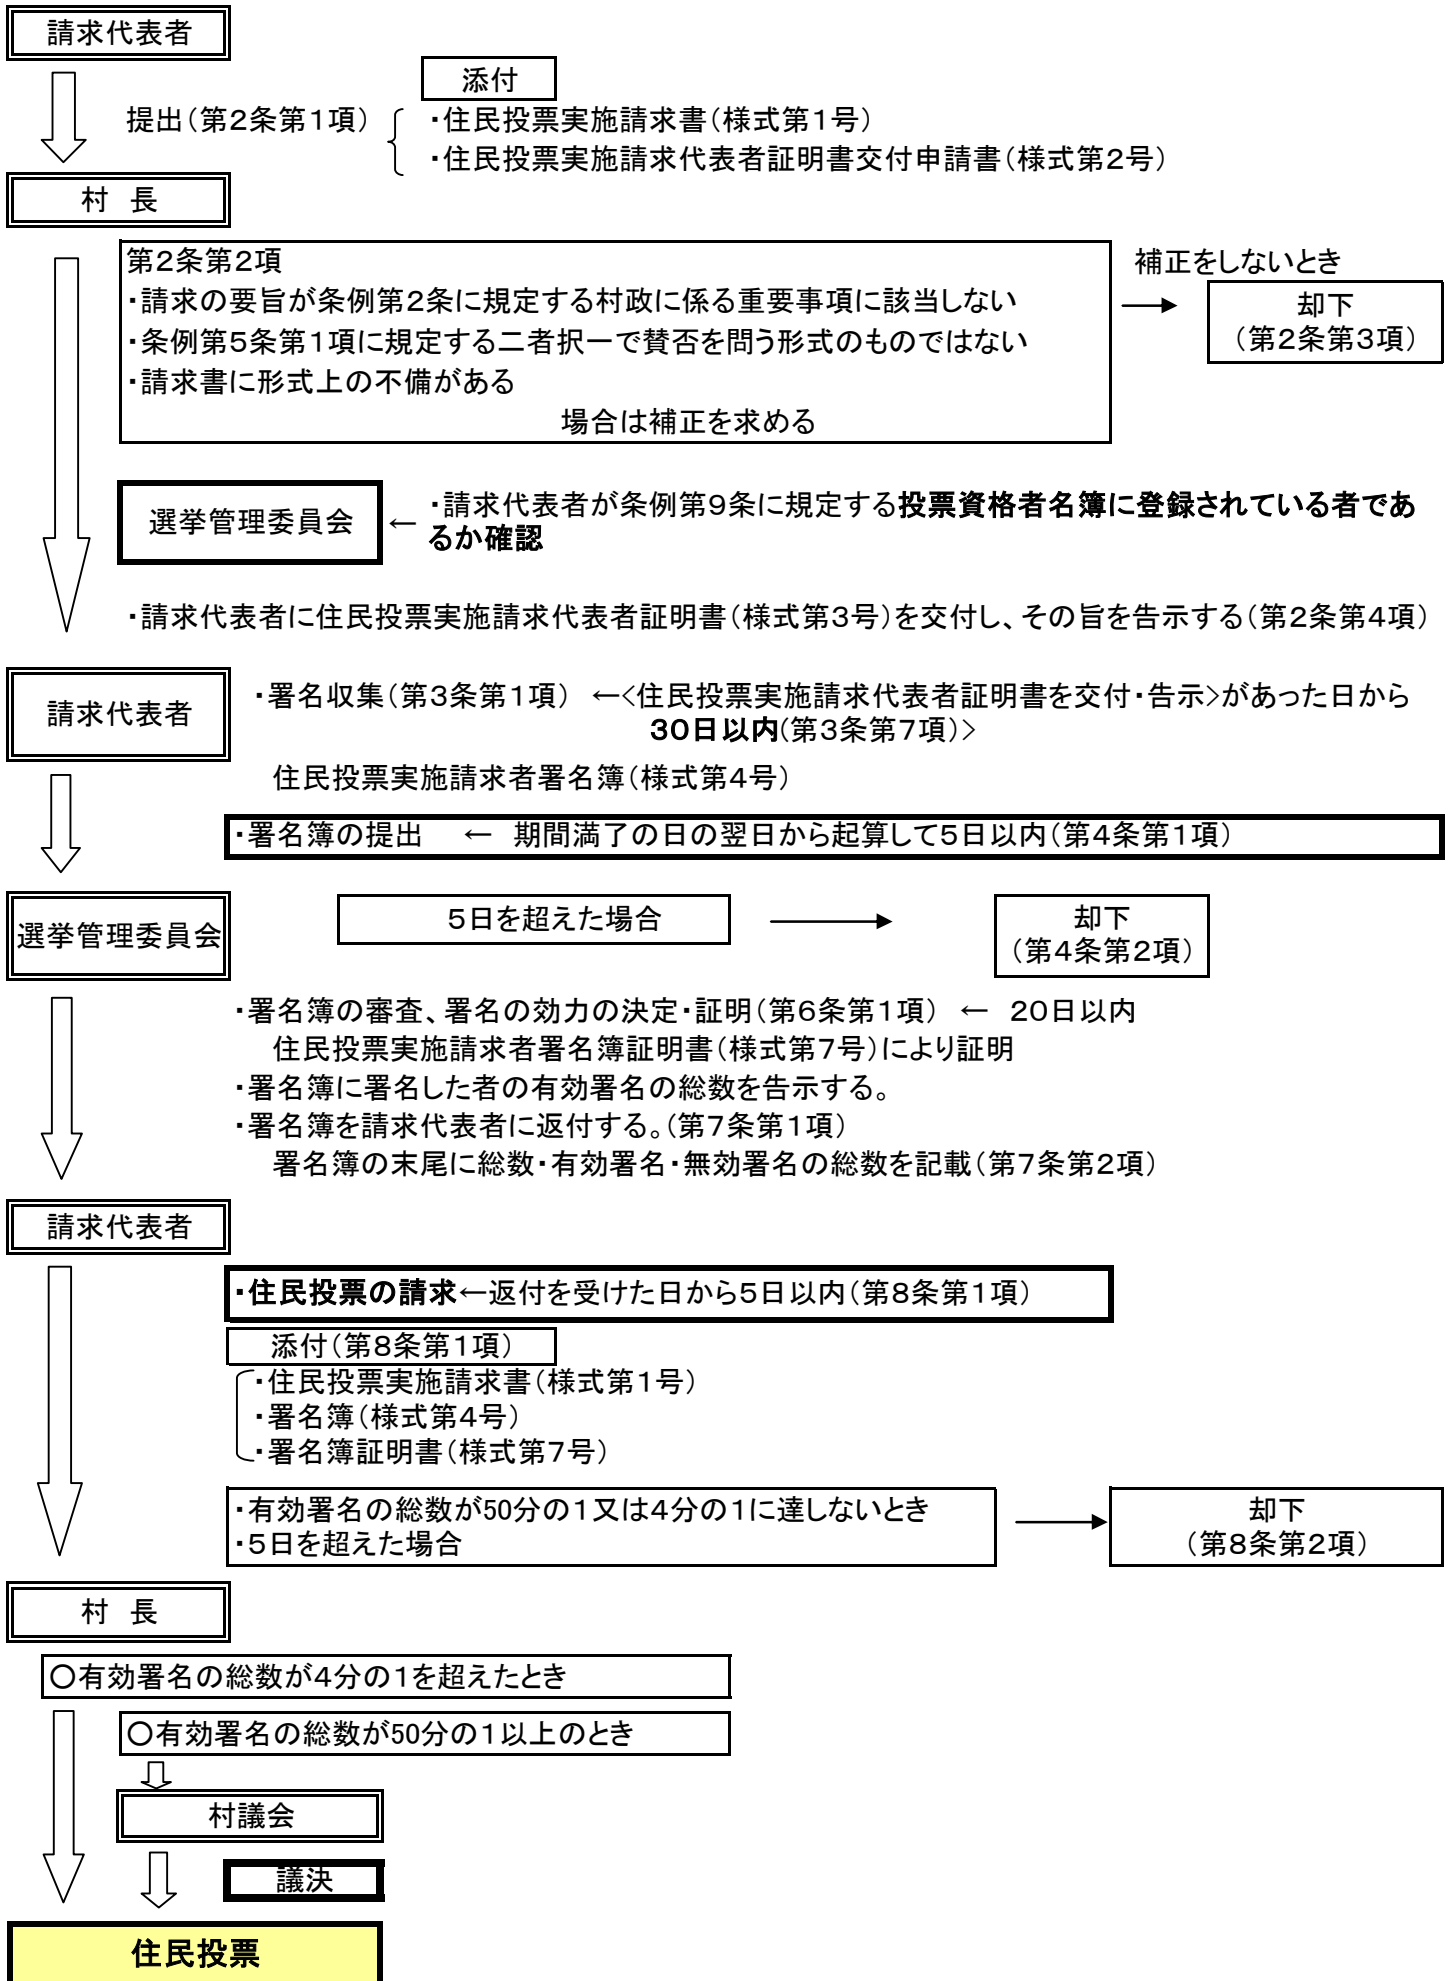 請求代表者
添付
提出（第２条第１項）
・住民投票実施請求書（様式第１号）
・住民投票実施請求代表者証明書交付申請書（様式第２号）
村　長
第２条第２項
・請求の要旨が条例第２条に規定する村政に係る重要事項に該当しない
・条例第５条第１項に規定する二者択一で賛否を問う形式のものではない
・請求書に形式上の不備がある
場合は補正を求める
補正をしないとき
却下
（第２条第３項）
選挙管理委員会
← ・請求代表者が条例第９条に規定する投票資格者名簿に登録されている者であ
るか確認
・請求代表者に住民投票実施請求代表者証明書（様式第３号）を交付し、その旨を告示する（第２条第４項）
請求代表者
・署名収集（第３条第１項）　←<住民投票実施請求代表者証明書を交付・告示>があった日から
３０日以内(第３条第７項)>
住民投票実施請求者署名簿（様式第４号）
・署名簿の提出　←　期間満了の日の翌日から起算して５日以内（第４条第１項）
選挙管理委員会
５日を超えた場合
却下
（第４条第２項）
・署名簿の審査、署名の効力の決定・証明（第６条第１項）　←　２０日以内
住民投票実施請求者署名簿証明書（様式第７号）により証明
・署名簿に署名した者の有効署名の総数を告示する。
・署名簿を請求代表者に返付する。（第７条第１項）
署名簿の末尾に総数・有効署名・無効署名の総数を記載（第７条第２項）
請求代表者
・住民投票の請求←返付を受けた日から５日以内（第８条第１項）
添付（第８条第１項）
・住民投票実施請求書（様式第１号）
・署名簿（様式第４号）
・署名簿証明書（様式第７号）
・有効署名の総数が50分の１又は４分の１に達しないとき
・５日を超えた場合
却下
（第８条第２項）
村　長
〇有効署名の総数が４分の１を超えたとき
〇有効署名の総数が50分の１以上のとき
村議会
議決
住民投票